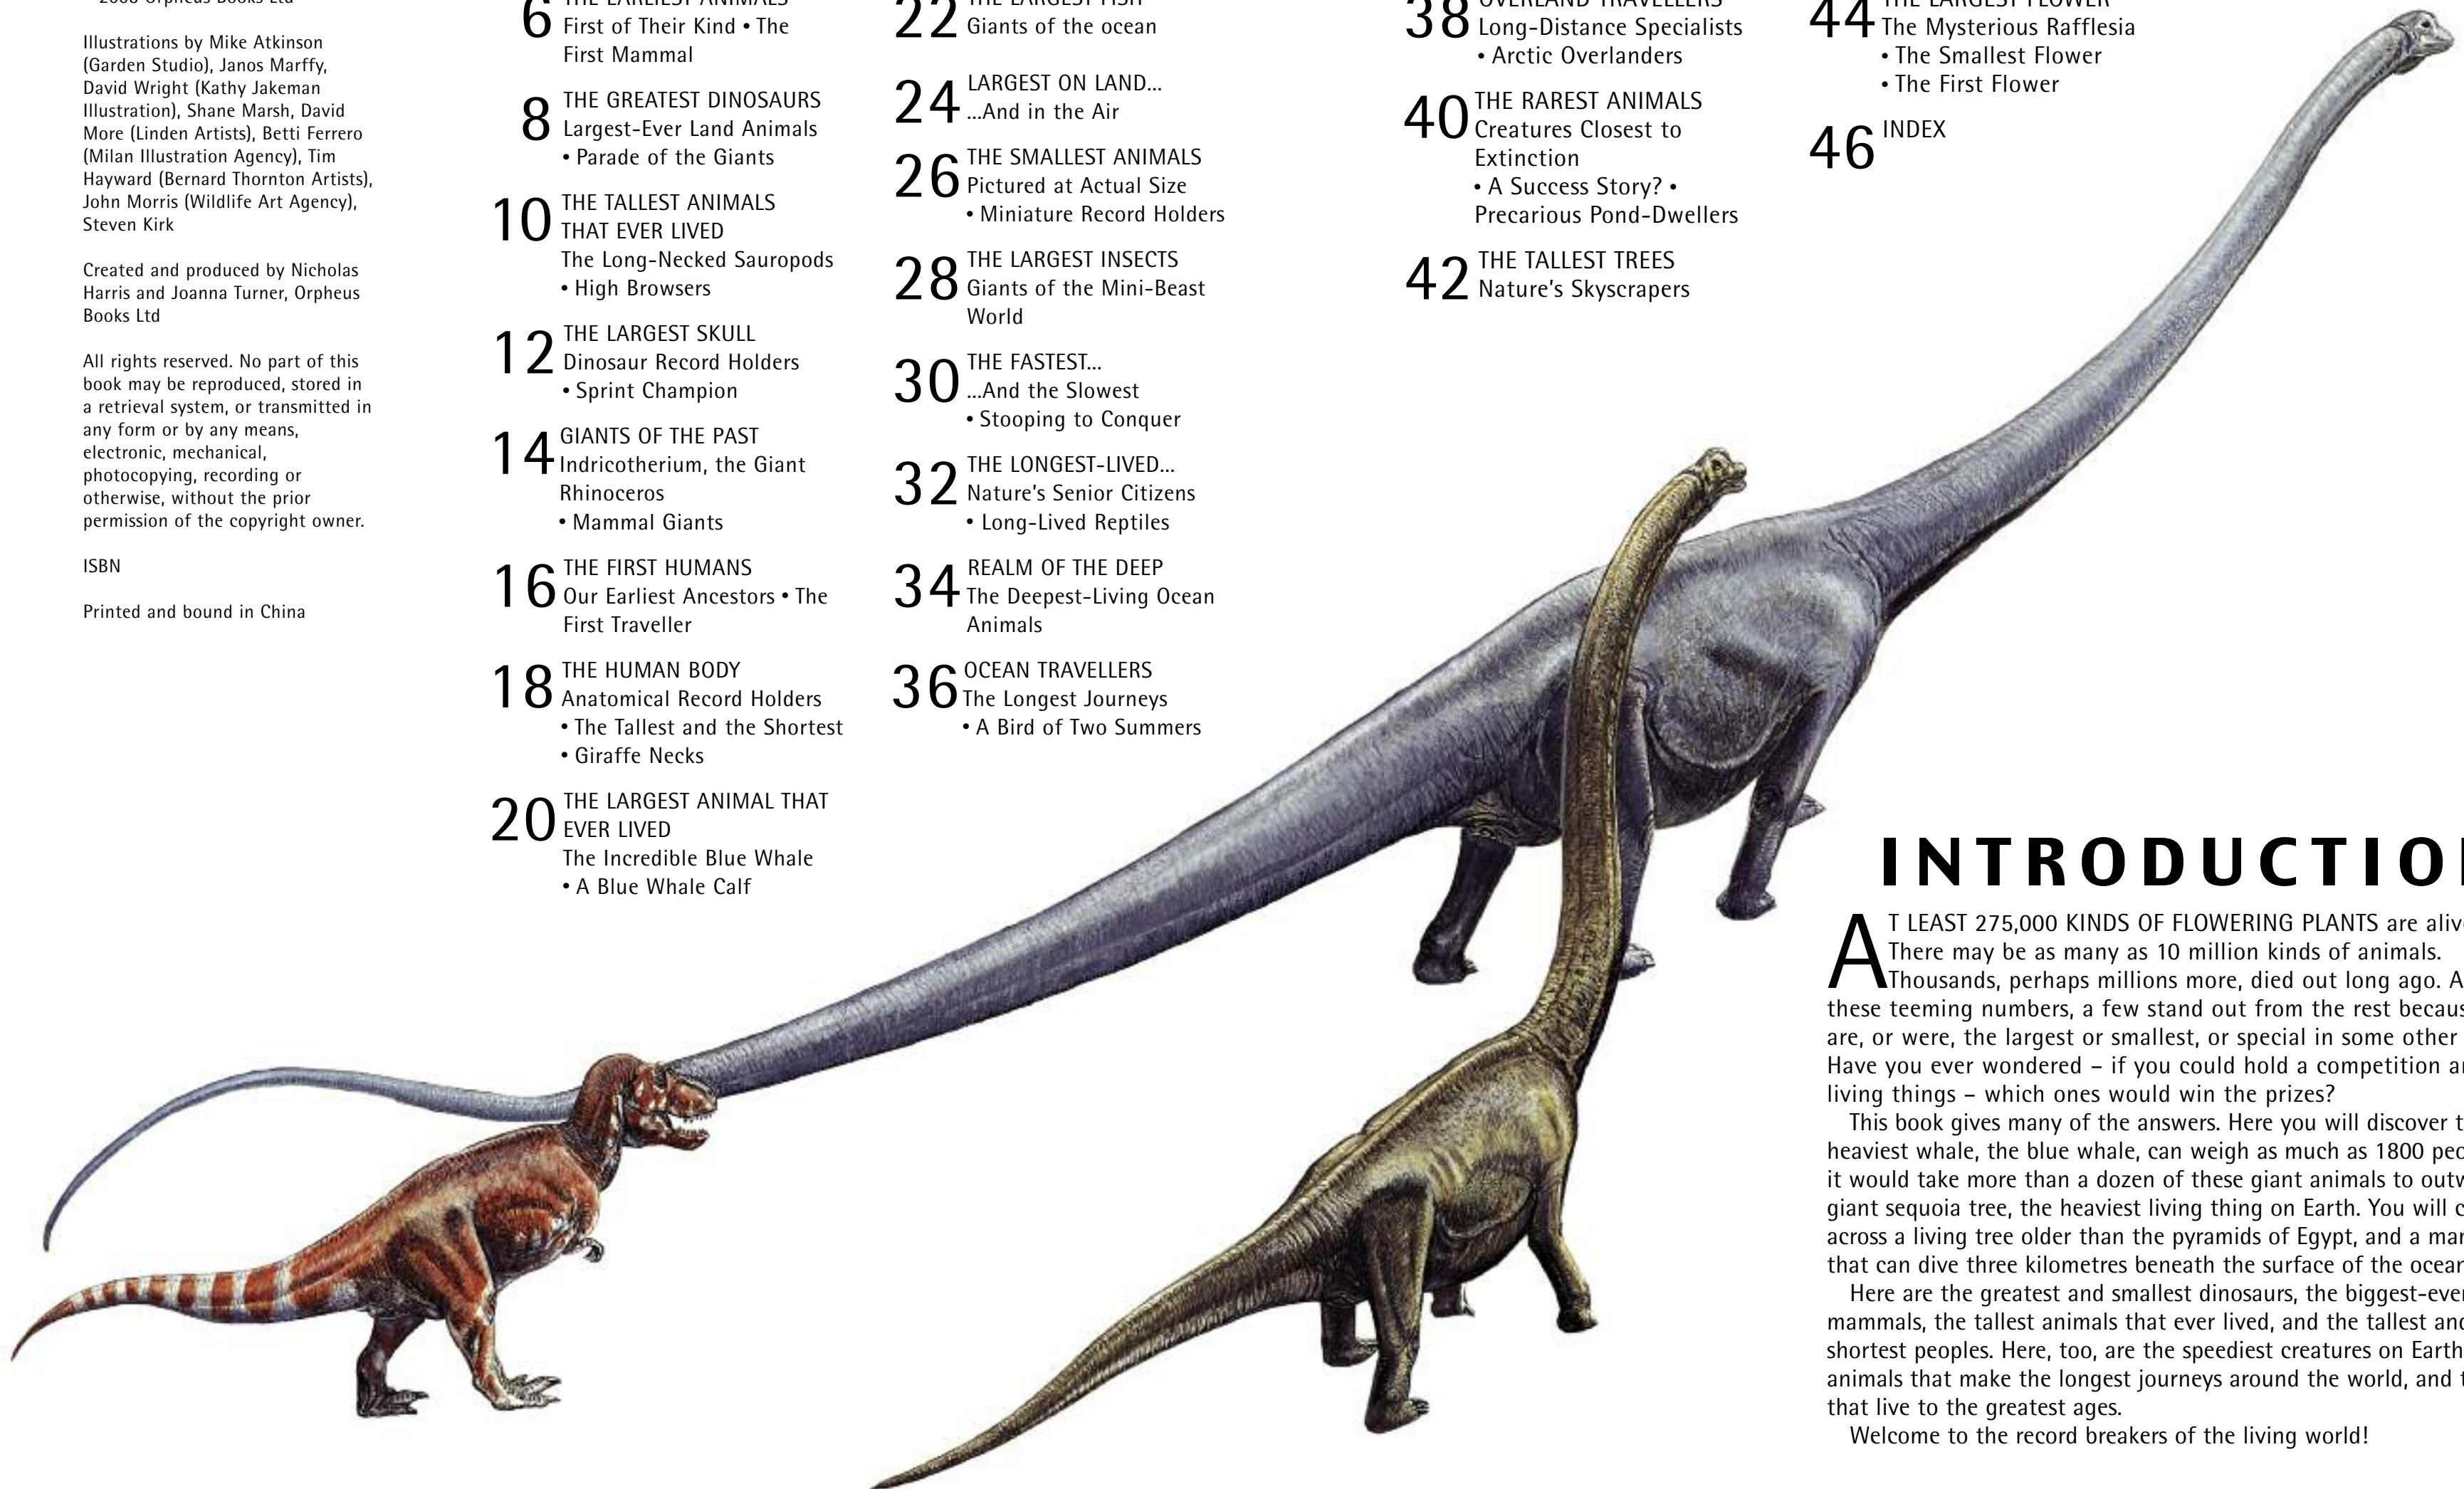 2008 Orpheus Books Ltd
Illustrations by Mike Atkinson
(Garden Studio), Janos Marffy,
David Wright (Kathy Jakeman
Illustration), Shane Marsh, David
More (Linden Artists), Betti Ferrero
(Milan Illustration Agency), Tim
Hayward (Bernard Thornton Artists),
John Morris (Wildlife Art Agency),
Steven Kirk
Created and produced by Nicholas
Harris and Joanna Turner, Orpheus
Books Ltd
All rights reserved. No part of this
book may be reproduced, stored in
a retrieval system, or transmitted in
any form or by any means,
electronic, mechanical,
photocopying, recording or
otherwise, without the prior
permission of the copyright owner.
ISBN
Printed and bound in China
6 THE EARLIEST ANIMALS
First of Their Kind • The
First Mammal
8 THE GREATEST DINOSAURS
Largest-Ever Land Animals
• Parade of the Giants
10 THE TALLEST ANIMALS
THAT EVER LIVED
The Long-Necked Sauropods
• High Browsers
12 THE LARGEST SKULL
Dinosaur Record Holders
• Sprint Champion
14 GIANTS OF THE PAST
Indricotherium, the Giant
Rhinoceros
• Mammal Giants
16 THE FIRST HUMANS
Our Earliest Ancestors • The
First Traveller
18 THE HUMAN BODY
Anatomical Record Holders
• The Tallest and the Shortest
• Giraffe Necks
20 THE LARGEST ANIMAL THAT
EVER LIVED
The Incredible Blue Whale
• A Blue Whale Calf
22 THE LARGEST FISH
Giants of the ocean
24 LARGEST ON LAND...
...And in the Air
26 THE SMALLEST ANIMALS
Pictured at Actual Size
• Miniature Record Holders
28 THE LARGEST INSECTS
Giants of the Mini-Beast
World
30 THE FASTEST...
...And the Slowest
• Stooping to Conquer
32 THE LONGEST-LIVED...
Nature's Senior Citizens
• Long-Lived Reptiles
34 REALM OF THE DEEP
The Deepest-Living Ocean
Animals
36 OCEAN TRAVELLERS
The Longest Journeys
• A Bird of Two Summers
38 OVERLAND TRAVELLERS
Long-Distance Specialists
• Arctic Overlanders
40 THE RAREST ANIMALS
Creatures Closest to
Extinction
• A Success Story? •
Precarious Pond-Dwellers
42 THE TALLEST TREES
Nature's Skyscrapers
44 THE LARGEST FLOWER
The Mysterious Rafflesia
• The Smallest Flower
• The First Flower
46 INDEX
INTRODUCTIO
AT LEAST 275,000 KINDS OF FLOWERING PLANTS are aliv
There may be as many as 10 million kinds of animals.
Thousands, perhaps millions more, died out long ago. A
these teeming numbers, a few stand out from the rest becaus
are, or were, the largest or smallest, or special in some other
Have you ever wondered – if you could hold a competition a
living things – which ones would win the prizes?
This book gives many of the answers. Here you will discover t
heaviest whale, the blue whale, can weigh as much as 1800 peo
it would take more than a dozen of these giant animals to outw
giant sequoia tree, the heaviest living thing on Earth. You will c
across a living tree older than the pyramids of Egypt, and a mar
that can dive three kilometres beneath the surface of the ocean
Here are the greatest and smallest dinosaurs, the biggest-ever
mammals, the tallest animals that ever lived, and the tallest and
shortest peoples. Here, too, are the speediest creatures on Earth
animals that make the longest journeys around the world, and t
that live to the greatest ages.
Welcome to the record breakers of the living world!